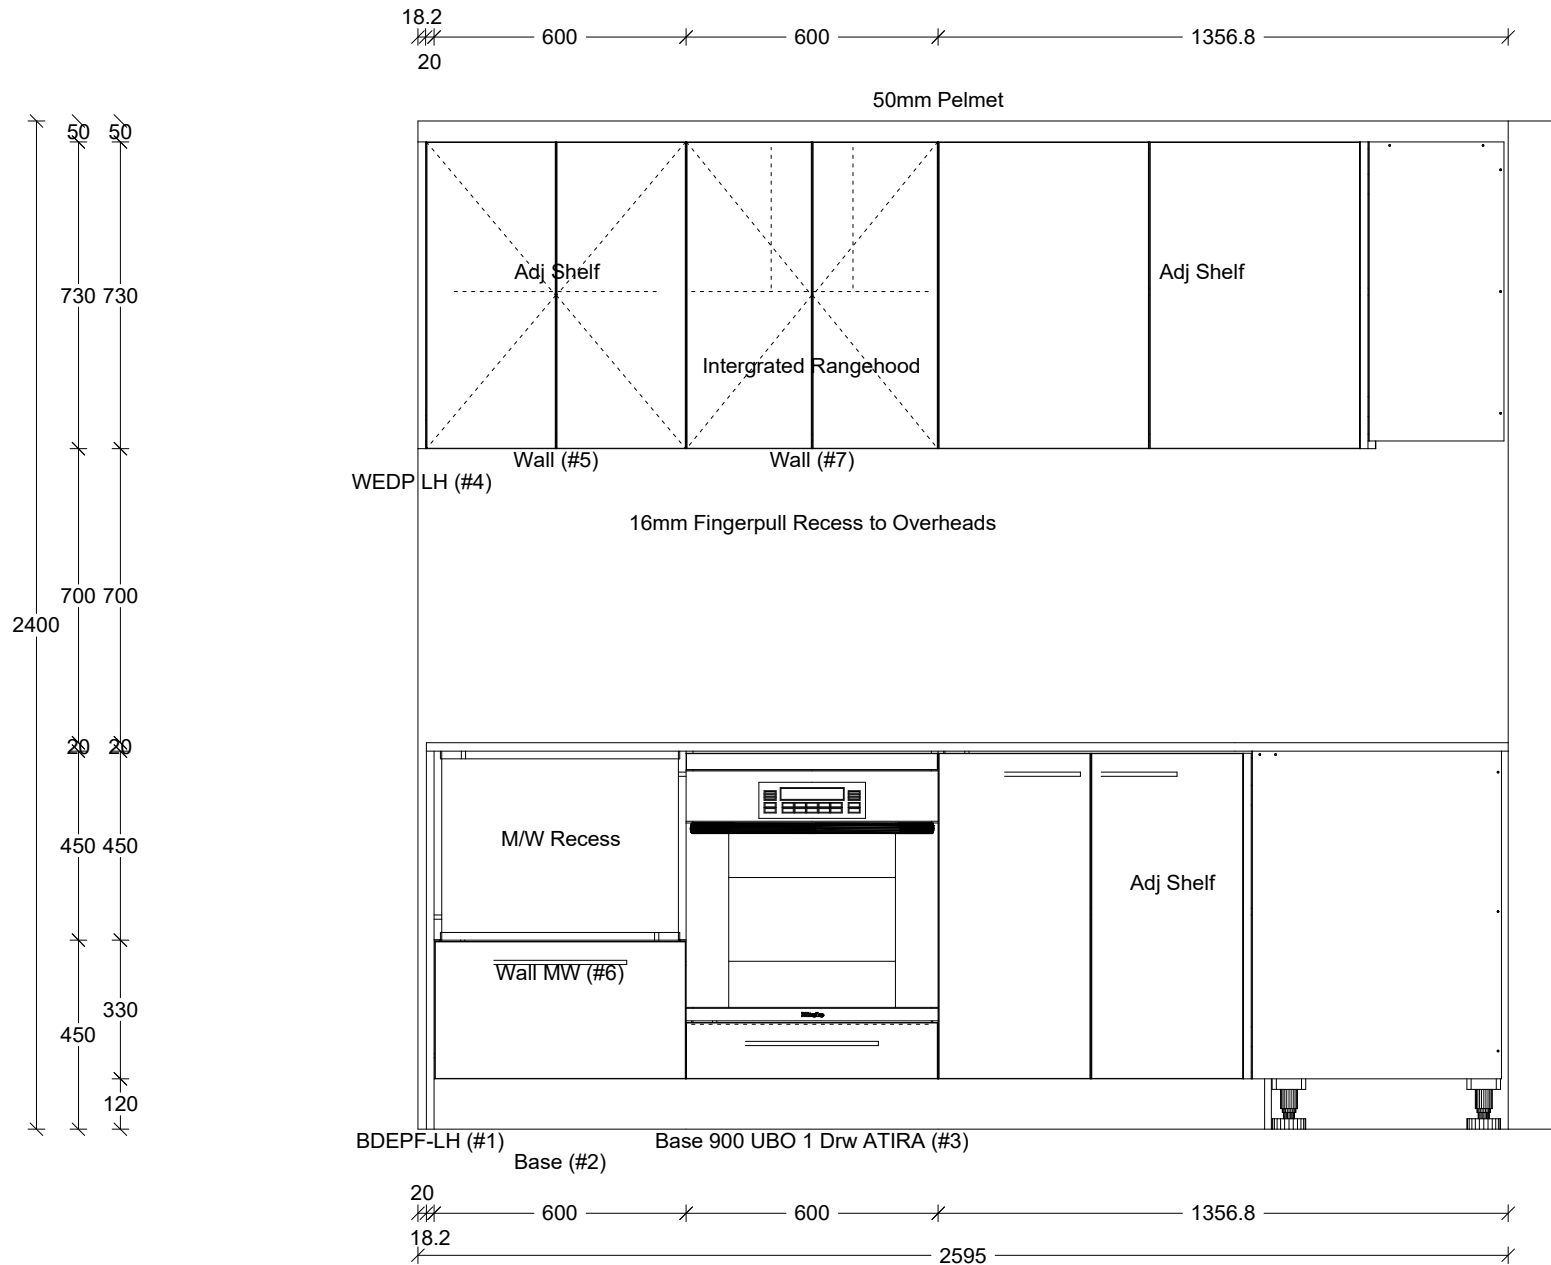 18.2
600
600
1356.8
20
50mm Pelmet
50 50
Adj Shelf
Adj Shelf
730 730
Intergrated Rangehood
Wall (#5)
Wall (#7)
WEDP LH (#4)
16mm Fingerpull Recess to Overheads
700 700
2400
20 20
M/W Recess
450 450
Adj Shelf
Wall MW (#6)
330
450
120
BDEPF-LH (#1)
Base 900 UBO 1 Drw ATIRA (#3)
Base (#2)
20
600
600
1356.8
18.2
2595